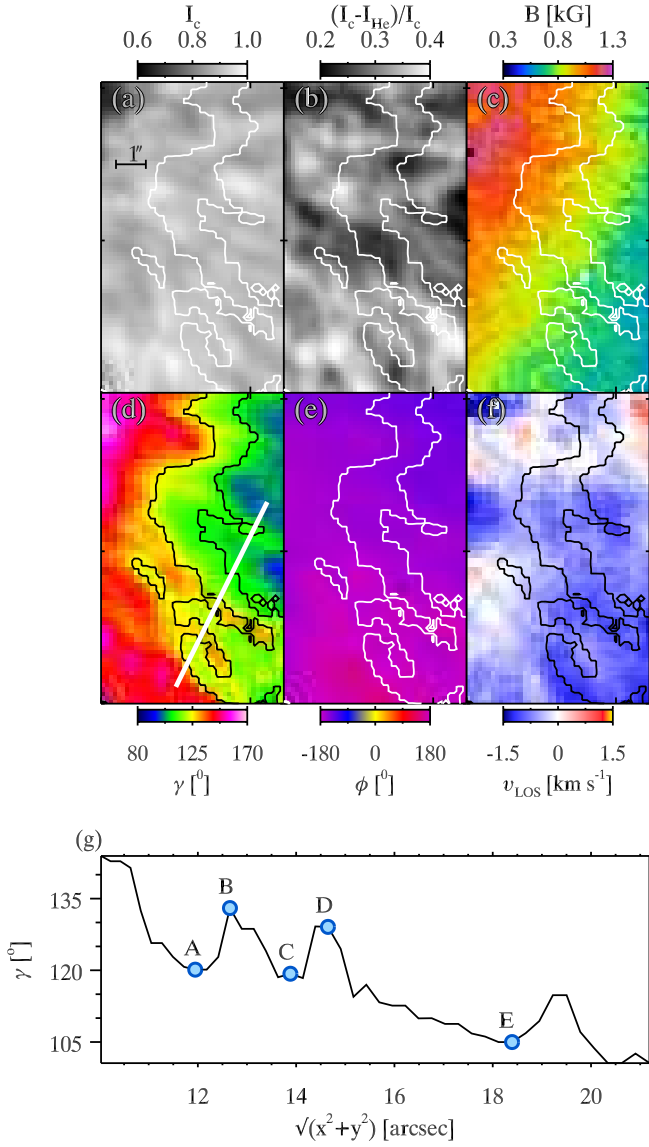 I_c (I_c-I_He)/I_c B [kG]
0.6 0.8 1.0 0.2 0.3 0.4 0.3 0.8 1.3
(a) (b) (c)
1"
(d) (e) (f)
80 125 170 -180 0 180 -1.5 0 1.5
γ [⁰] ϕ [⁰] v_LOS [km s⁻¹]
(g)
135
120
105
γ [°]
A B C D E
12 14 16 18 20
√(x²+y²) [arcsec]